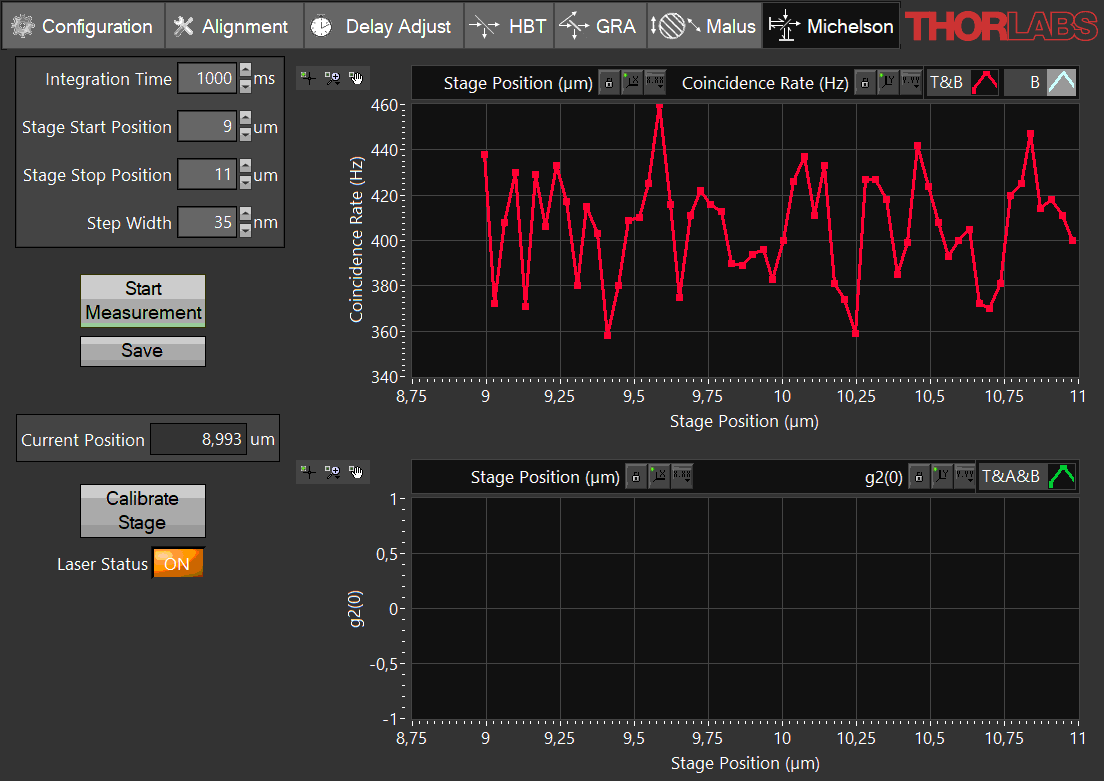 Configuration
Alignment
Delay Adjust
HBT
GRA
Malus
Michelson
THORLABS
Integration Time 1000 ms
Stage Start Position 9 um
Stage Stop Position 11 um
Step Width 35 nm
Start
Measurement
Save
Current Position 8,993 um
Calibrate
Stage
Laser Status ON
Stage Position (µm) Coincidence Rate (Hz) T&B B
Coincidence Rate (Hz)
460
440
420
400
380
360
340
8,75 9 9,25 9,5 9,75 10 10,25 10,5 10,75 11
Stage Position (µm)
Stage Position (µm) g2(0) T&A&B
g2(0)
1
0,5
0
-0,5
-1
8,75 9 9,25 9,5 9,75 10 10,25 10,5 10,75 11
Stage Position (µm)